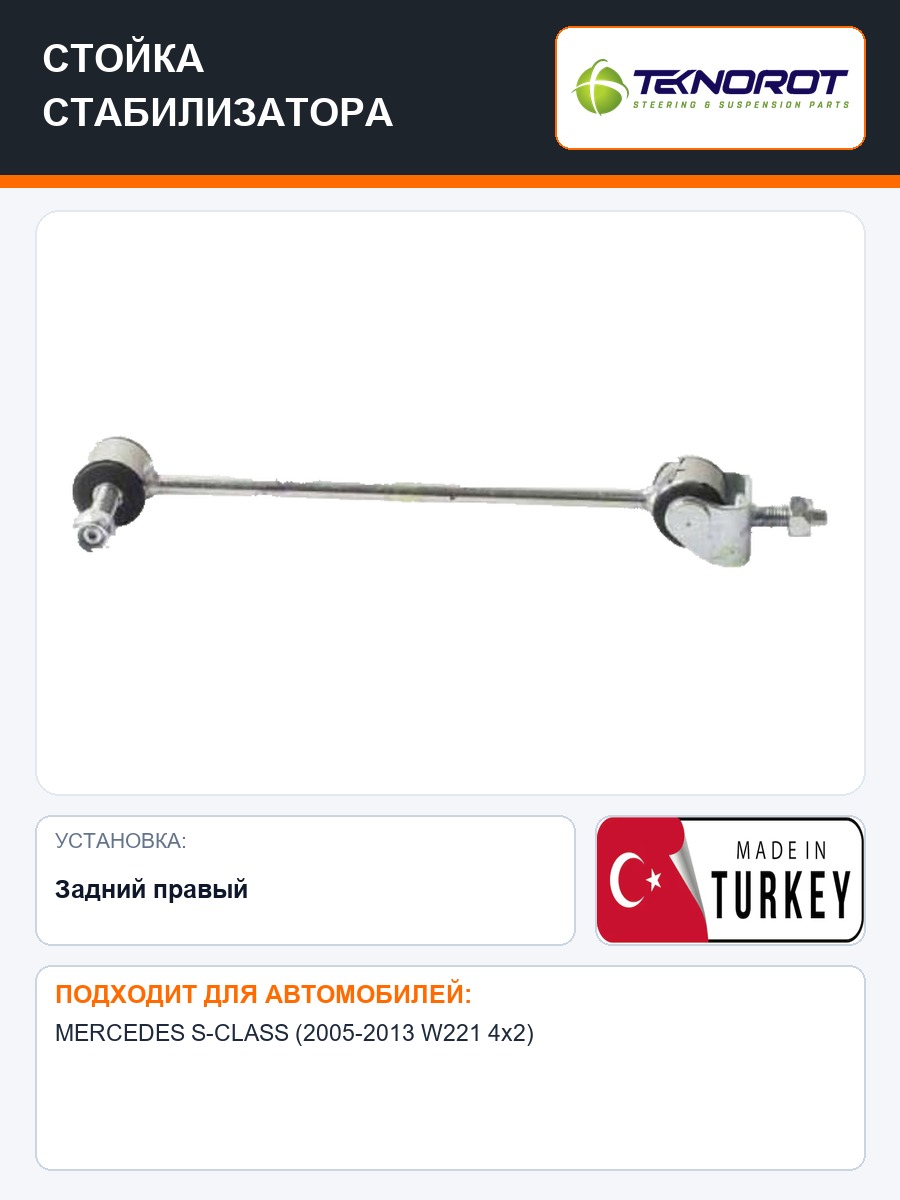 СТОЙКА
СТАБИЛИЗАТОРА
TEKNOROT
STEERING & SUSPENSION PARTS
УСТАНОВКА:
Задний правый
MADE IN
TURKEY
ПОДХОДИТ ДЛЯ АВТОМОБИЛЕЙ:
MERCEDES S-CLASS (2005-2013 W221 4x2)